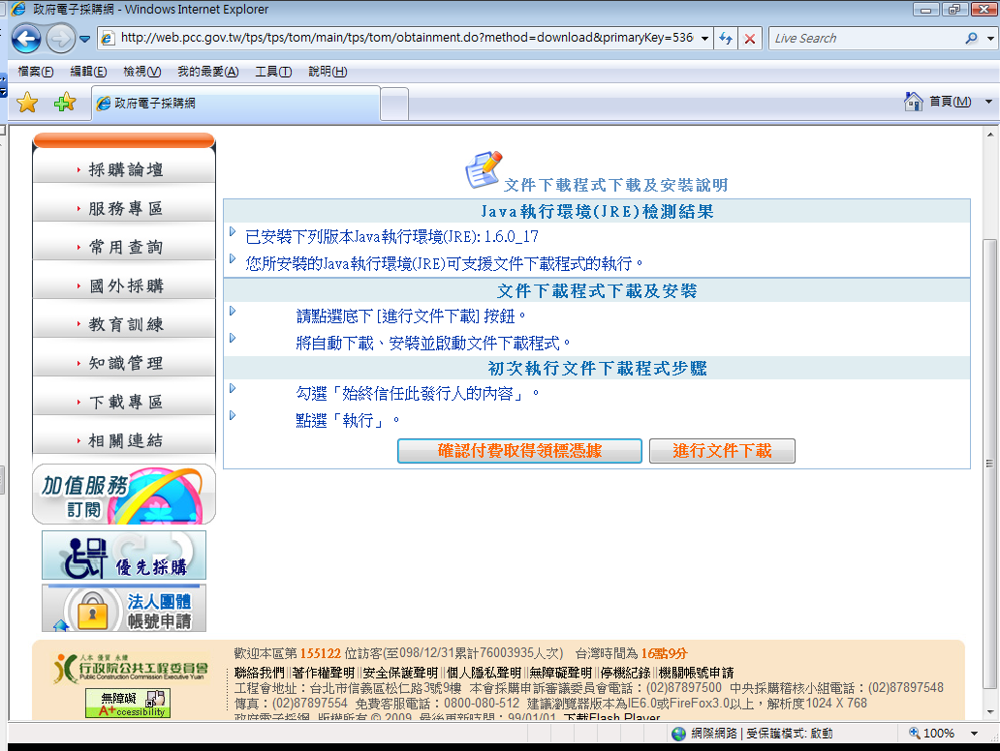 政府電子採購網 - Windows Internet Explorer
http://web.pcc.gov.tw/tps/tps/tom/main/tps/tom/obtainment.do?method=download&primaryKey=536
Live Search
檔案(F) 編輯(E) 檢視(V) 我的最愛(A) 工具(T) 說明(H)
政府電子採購網
首頁(M)
採購論壇
服務專區
常用查詢
國外採購
教育訓練
知識管理
下載專區
相關連結
加值服務
訂閱
優先採購
法人團體
帳號申請
文件下載程式下載及安裝說明
Java執行環境(JRE)檢測結果
已安裝下列版本Java執行環境(JRE): 1.6.0_17
您所安裝的Java執行環境(JRE)可支援文件下載程式的執行。
文件下載程式下載及安裝
請點選底下 [進行文件下載] 按鈕。
將自動下載、安裝並啟動文件下載程式。
初次執行文件下載程式步驟
勾選「始終信任此發行人的內容」。
點選「執行」。
確認付費取得領標憑據 進行文件下載
人本 優質 永續
行政院公共工程委員會
Public Construction Commission Executive Yuan
無障礙
A+ccessibility
歡迎本區第 155122 位訪客(至098/12/31累計76003935人次) 台灣時間為 16點9分
聯絡我們||著作權聲明||安全保護聲明||個人隱私聲明||無障礙聲明||停機紀錄||機關帳號申請
工程會地址：台北市信義區松仁路3號9樓 本會採購申訴審議委員會電話：(02)87897500 中央採購稽核小組電話：(02)87897548
傳真：(02)87897554 免費客服電話：0800-080-512 建議瀏覽器版本為IE6.0或FireFox3.0以上，解析度1024 X 768
政府電子採網 版權所有 © 2009 最後更新時間：99/01/01 下載Flash Player
網際網路 | 受保護模式: 啟動
100%